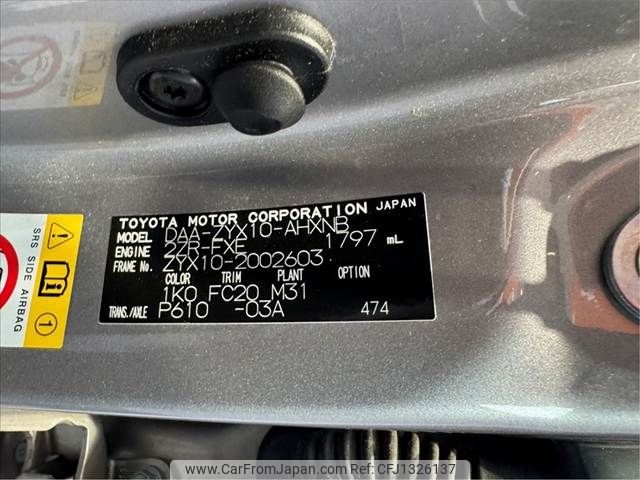 TOYOTA MOTOR CORPORATION JAPAN
MODEL DAA-ZYX10-AHXNB
ENGINE 2ZR-FXE 1797 mL
FRAME No. ZYX10-2002603
COLOR TRIM PLANT OPTION
1K0 FC20 M31
TRANS./AXLE P610 -03A 474
SRS SIDE AIRBAG
1
www.CarFromJapan.com | CFJ1326137